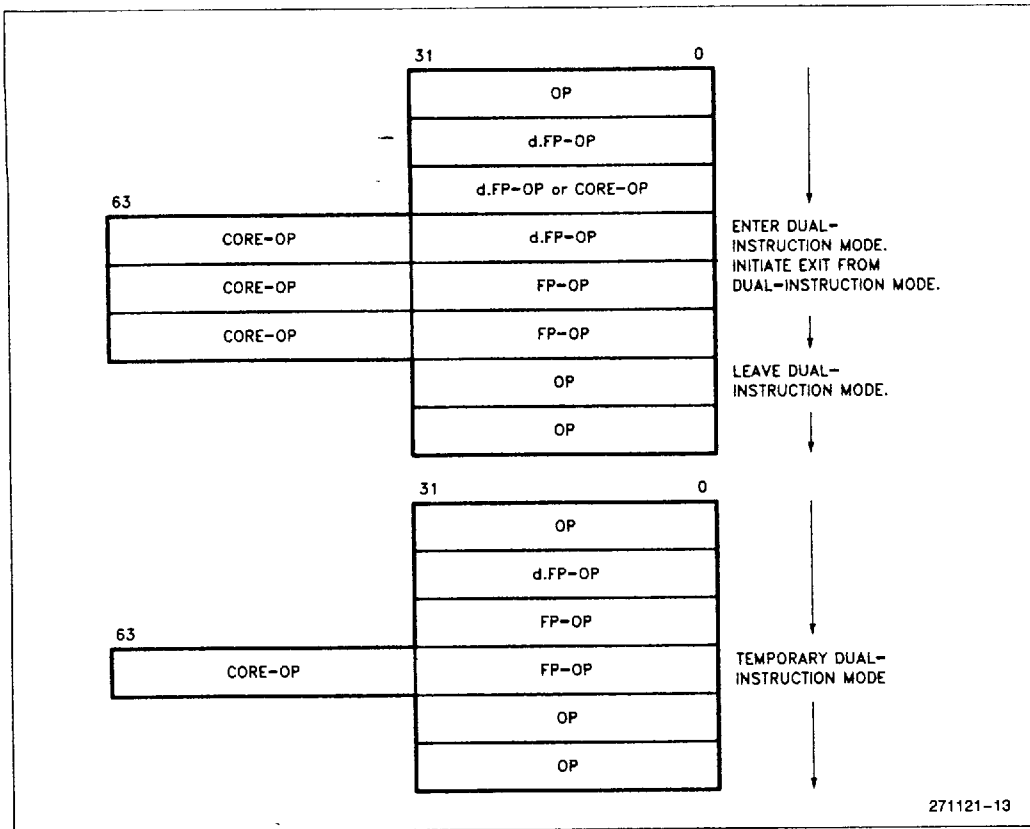 31 0
OP
d.FP-OP
d.FP-OP or CORE-OP
63
CORE-OP d.FP-OP
CORE-OP FP-OP
CORE-OP FP-OP
OP
OP
ENTER DUAL-
INSTRUCTION MODE.
INITIATE EXIT FROM
DUAL-INSTRUCTION MODE.
LEAVE DUAL-
INSTRUCTION MODE.
31 0
OP
d.FP-OP
FP-OP
63
CORE-OP FP-OP
OP
OP
TEMPORARY DUAL-
INSTRUCTION MODE
271121-13